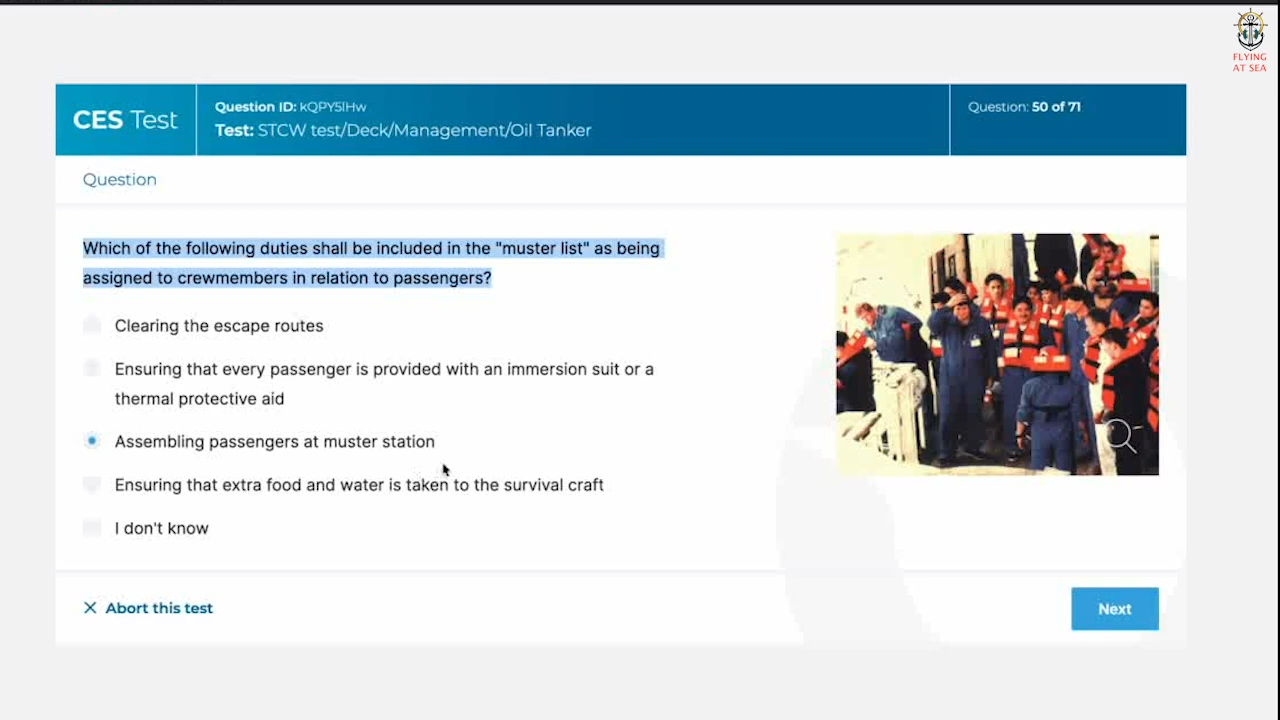 FLYING
AT SEA
CES Test
Question ID: kQPY5lHw
Test: STCW test/Deck/Management/Oil Tanker
Question: 50 of 71
Question
Which of the following duties shall be included in the "muster list" as being
assigned to crewmembers in relation to passengers?
Clearing the escape routes
Ensuring that every passenger is provided with an immersion suit or a
thermal protective aid
Assembling passengers at muster station
Ensuring that extra food and water is taken to the survival craft
I don't know
Abort this test
Next